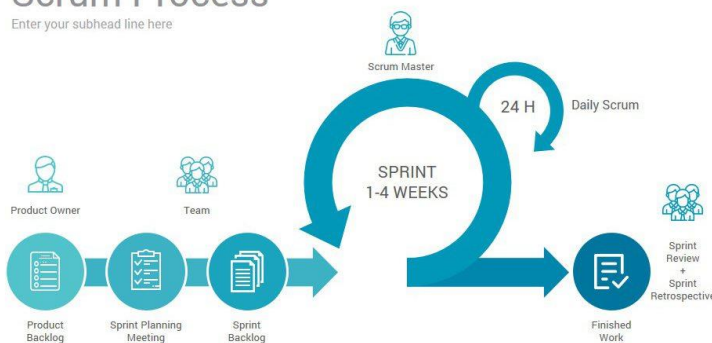 Scrum Process
Enter your subhead line here
Scrum Master
24 H
Daily Scrum
SPRINT
1-4 WEEKS
Product Owner
Team
Sprint
Review
+
Sprint
Retrospective
Product
Backlog
Sprint Planning
Meeting
Sprint
Backlog
Finished
Work